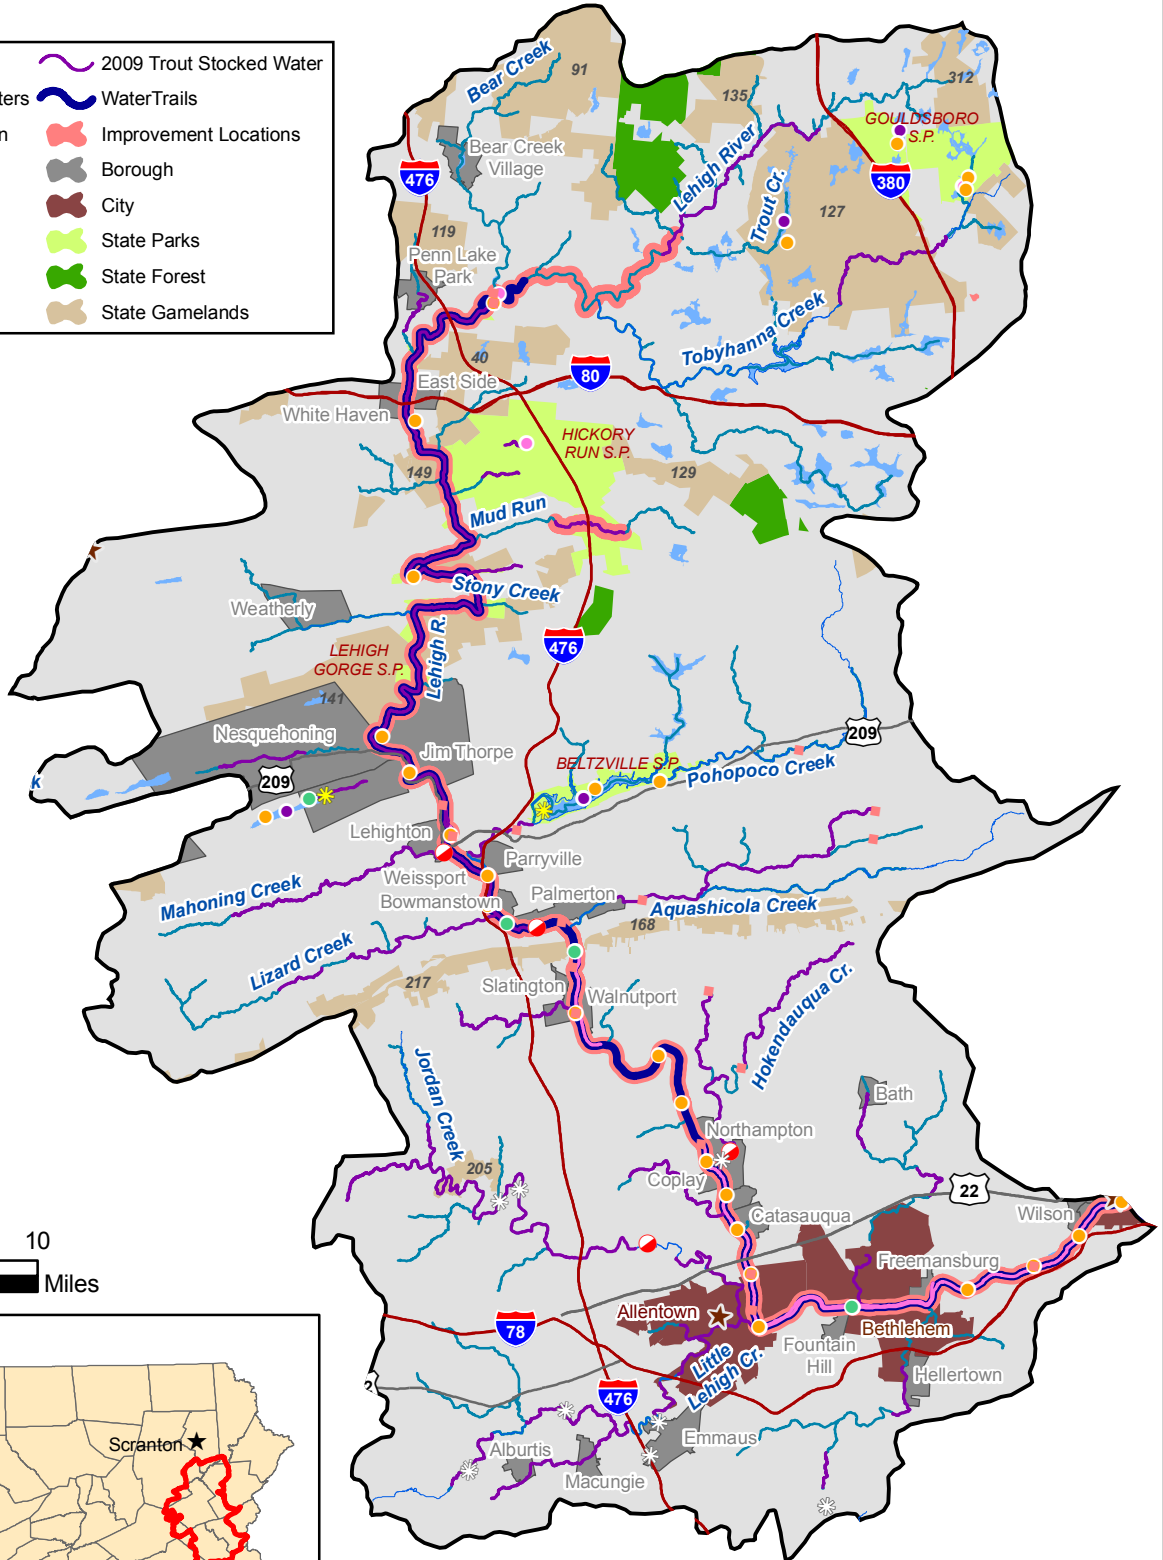 2009 Trout Stocked Water
ters
WaterTrails
n
Improvement Locations
Borough
City
State Parks
State Forest
State Gamelands
Bear Creek
91
135
312
GOULDSBORO
S.P.
Bear Creek
Village
476
380
Lehigh River
Trout Cr.
127
119
Penn Lake
Park
Tobyhanna Creek
40
80
East Side
White Haven
HICKORY
RUN S.P.
149
129
Mud Run
Stony Creek
Weatherly
476
LEHIGH
GORGE S.P.
Lehigh R.
141
Nesquehoning
209
Jim Thorpe
BELTZVILLE S.P.
Pohopoco Creek
209
k
Lehighton
Parryville
Weissport
Mahoning Creek
Bowmanstown
Palmerton
Aquashicola Creek
168
Lizard Creek
217
Slatington
Walnutport
Hokendauqua Cr.
Jordan Creek
Bath
Northampton
205
Coplay
22
Catasauqua
Wilson
10
Miles
Freemansburg
Allentown
78
Bethlehem
Fountain
Hill
Little
Lehigh Cr.
Hellertown
2
476
Emmaus
Alburtis
Macungie
Scranton